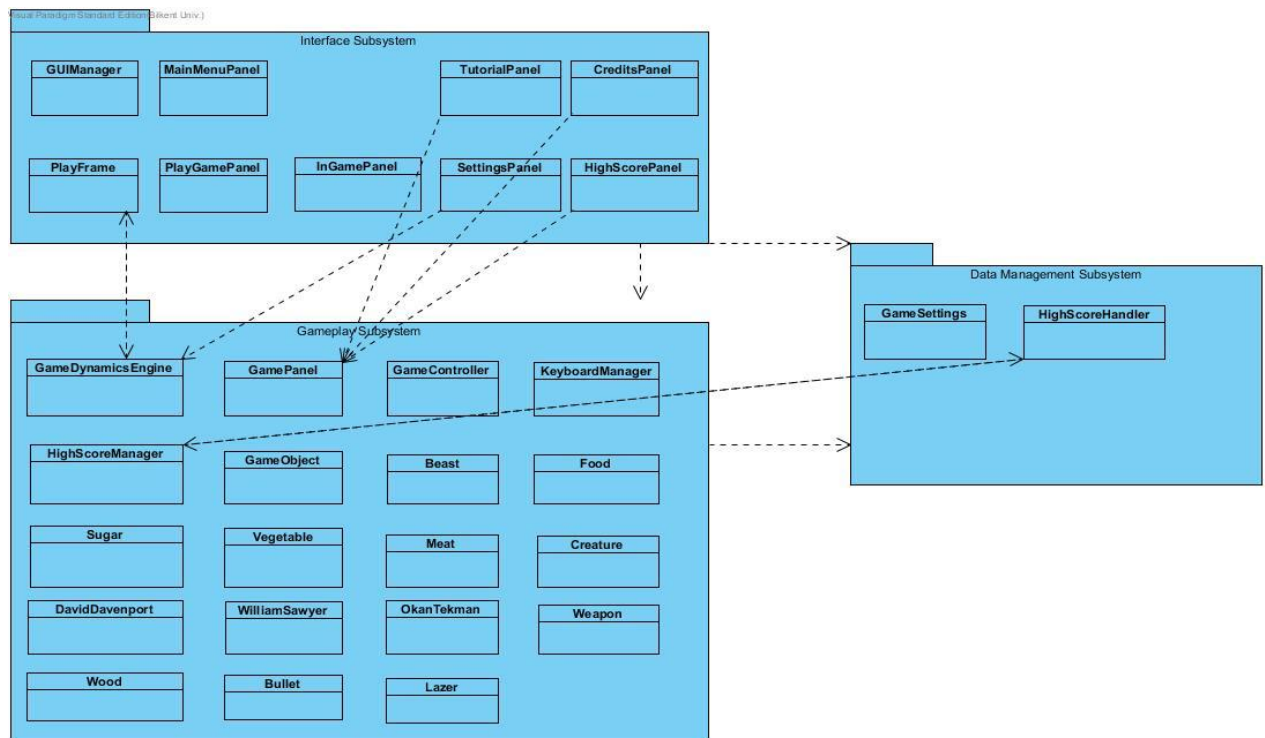 Visual Paradigm Standard Edition(Bilkent Univ.)
Interface Subsystem
GUIManager
MainMenuPanel
TutorialPanel
CreditsPanel
PlayFrame
PlayGamePanel
InGamePanel
SettingsPanel
HighScorePanel
Data Management Subsystem
GameSettings
HighScoreHandler
Gameplay Subsystem
GameDynamicsEngine
GamePanel
GameController
KeyboardManager
HighScoreManager
GameObject
Beast
Food
Sugar
Vegetable
Meat
Creature
DavidDavenport
WilliamSawyer
OkanTekman
Weapon
Wood
Bullet
Lazer